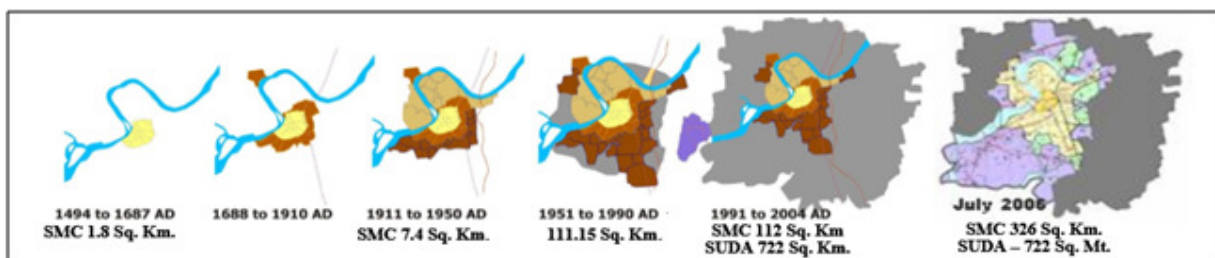 1494 to 1687 AD
SMC 1.8 Sq. Km.
1688 to 1910 AD
1911 to 1950 AD
SMC 7.4 Sq. Km.
1951 to 1990 AD
111.15 Sq. Km.
1991 to 2004 AD
SMC 112 Sq. Km
SUDA 722 Sq. Km.
July 2006
SMC 326 Sq. Km.
SUDA – 722 Sq. Mt.